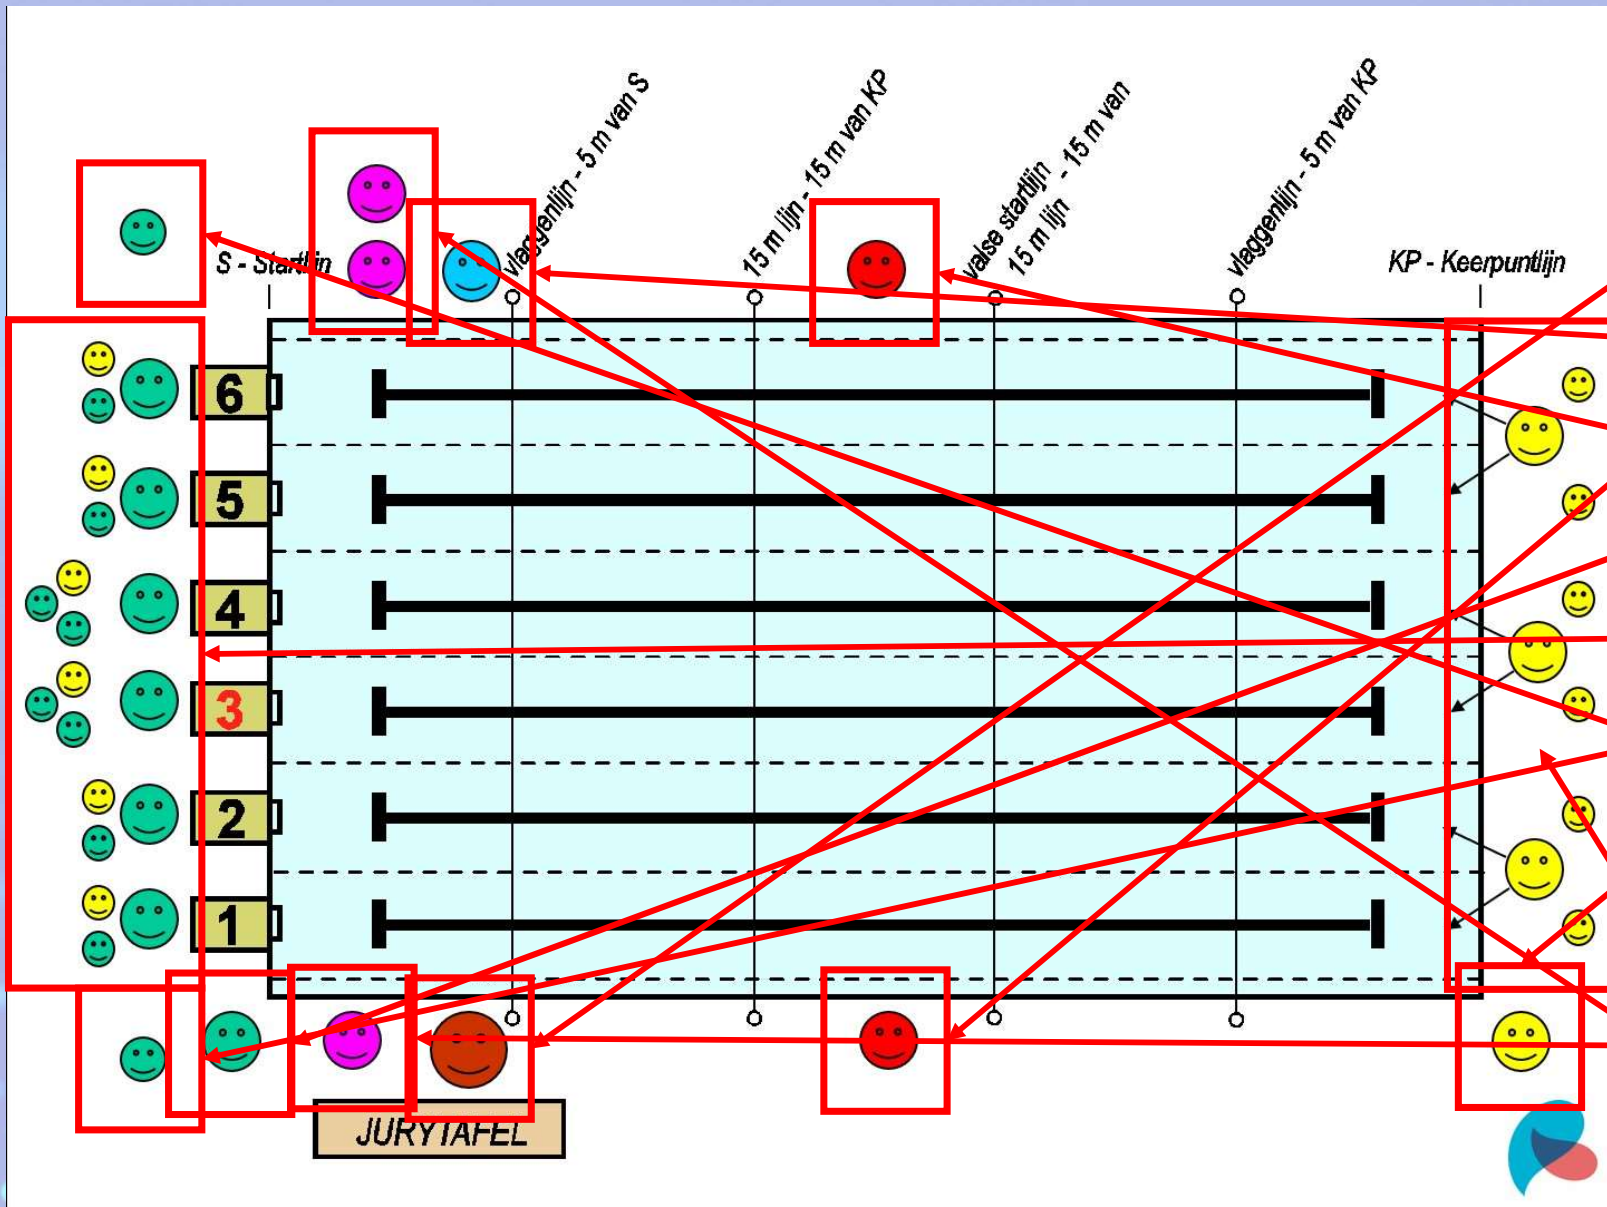 vlaggenlijn - 5 m van S
15 m lijn - 15 m van KP
valse startlijn - 15 m van
15 m lijn
vlaggenlijn - 5 m van KP
S - Startlijn
KP - Keerpuntlijn
6
5
4
3
2
1
JURYTAFEL